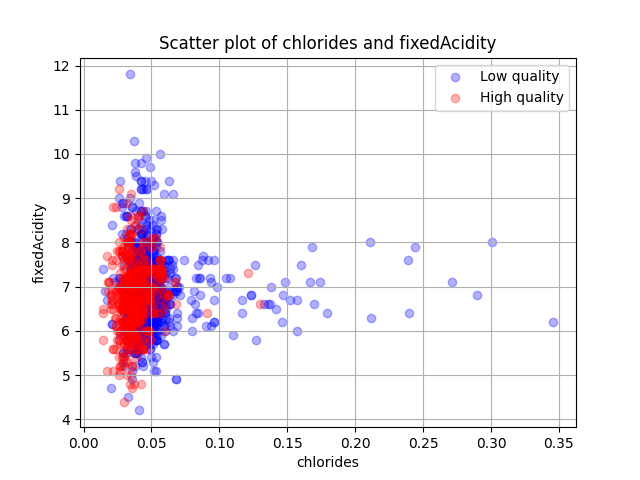 Scatter plot of chlorides and fixedAcidity
Low quality
High quality
12
11
10
9
8
7
6
5
4
fixedAcidity
0.00 0.05 0.10 0.15 0.20 0.25 0.30 0.35
chlorides